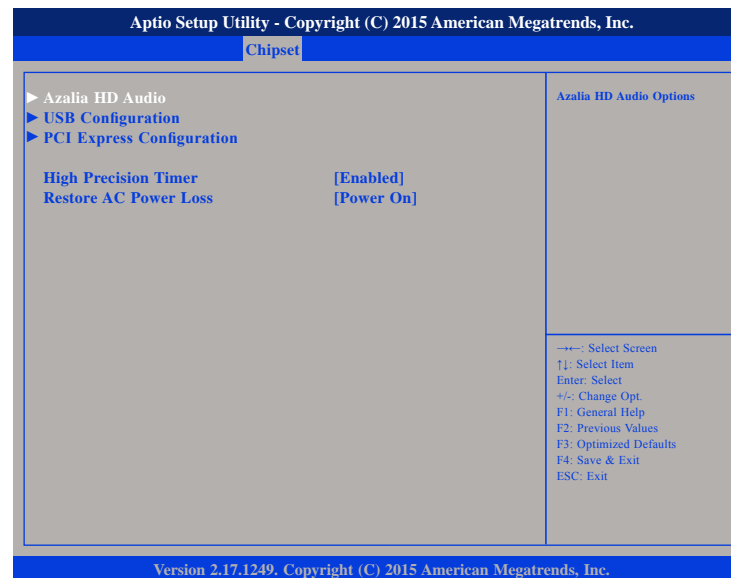 Aptio Setup Utility - Copyright (C) 2015 American Megatrends, Inc.
Chipset
► Azalia HD Audio
► USB Configuration
► PCI Express Configuration
High Precision Timer [Enabled]
Restore AC Power Loss [Power On]
Azalia HD Audio Options
→←: Select Screen
↑↓: Select Item
Enter: Select
+/-: Change Opt.
F1: General Help
F2: Previous Values
F3: Optimized Defaults
F4: Save & Exit
ESC: Exit
Version 2.17.1249. Copyright (C) 2015 American Megatrends, Inc.